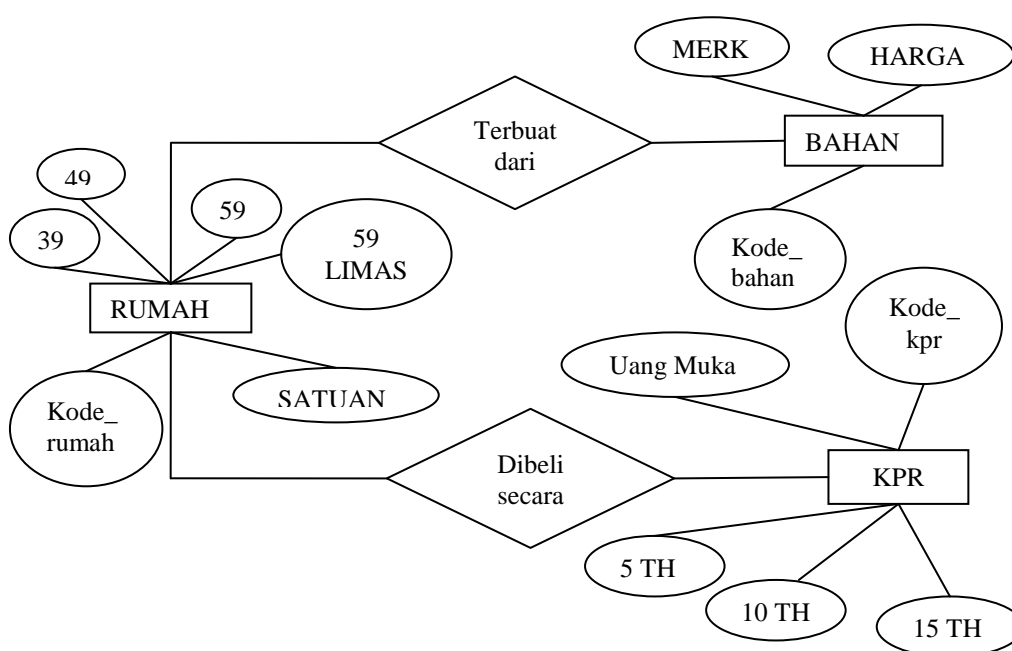 MERK
HARGA
Terbuat
dari
BAHAN
49
59
39
59
LIMAS
Kode_
bahan
RUMAH
Kode_
kpr
Uang Muka
SATUAN
Kode_
rumah
Dibeli
secara
KPR
5 TH
10 TH
15 TH